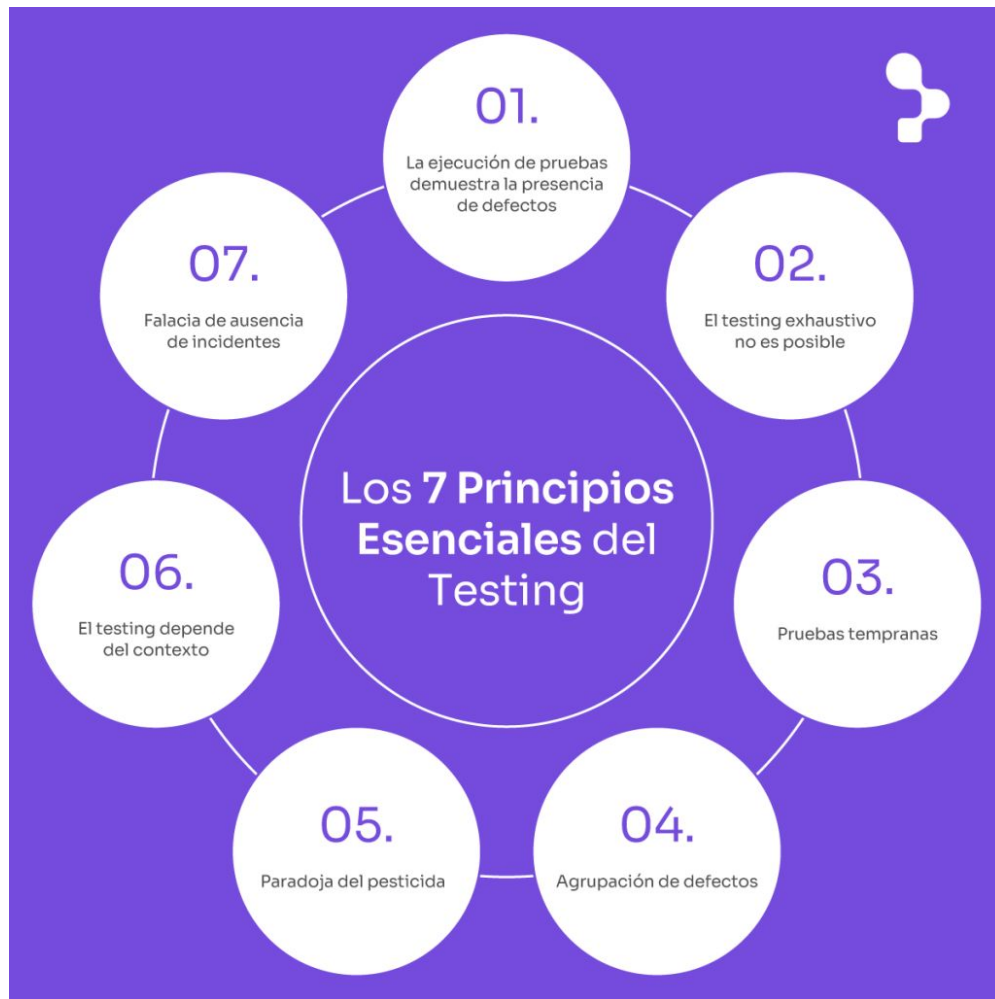 01.
La ejecución de pruebas
demuestra la presencia
de defectos
02.
El testing exhaustivo
no es posible
03.
Pruebas tempranas
04.
Agrupación de defectos
05.
Paradoja del pesticida
06.
El testing depende
del contexto
07.
Falacia de ausencia
de incidentes
Los 7 Principios
Esenciales del
Testing